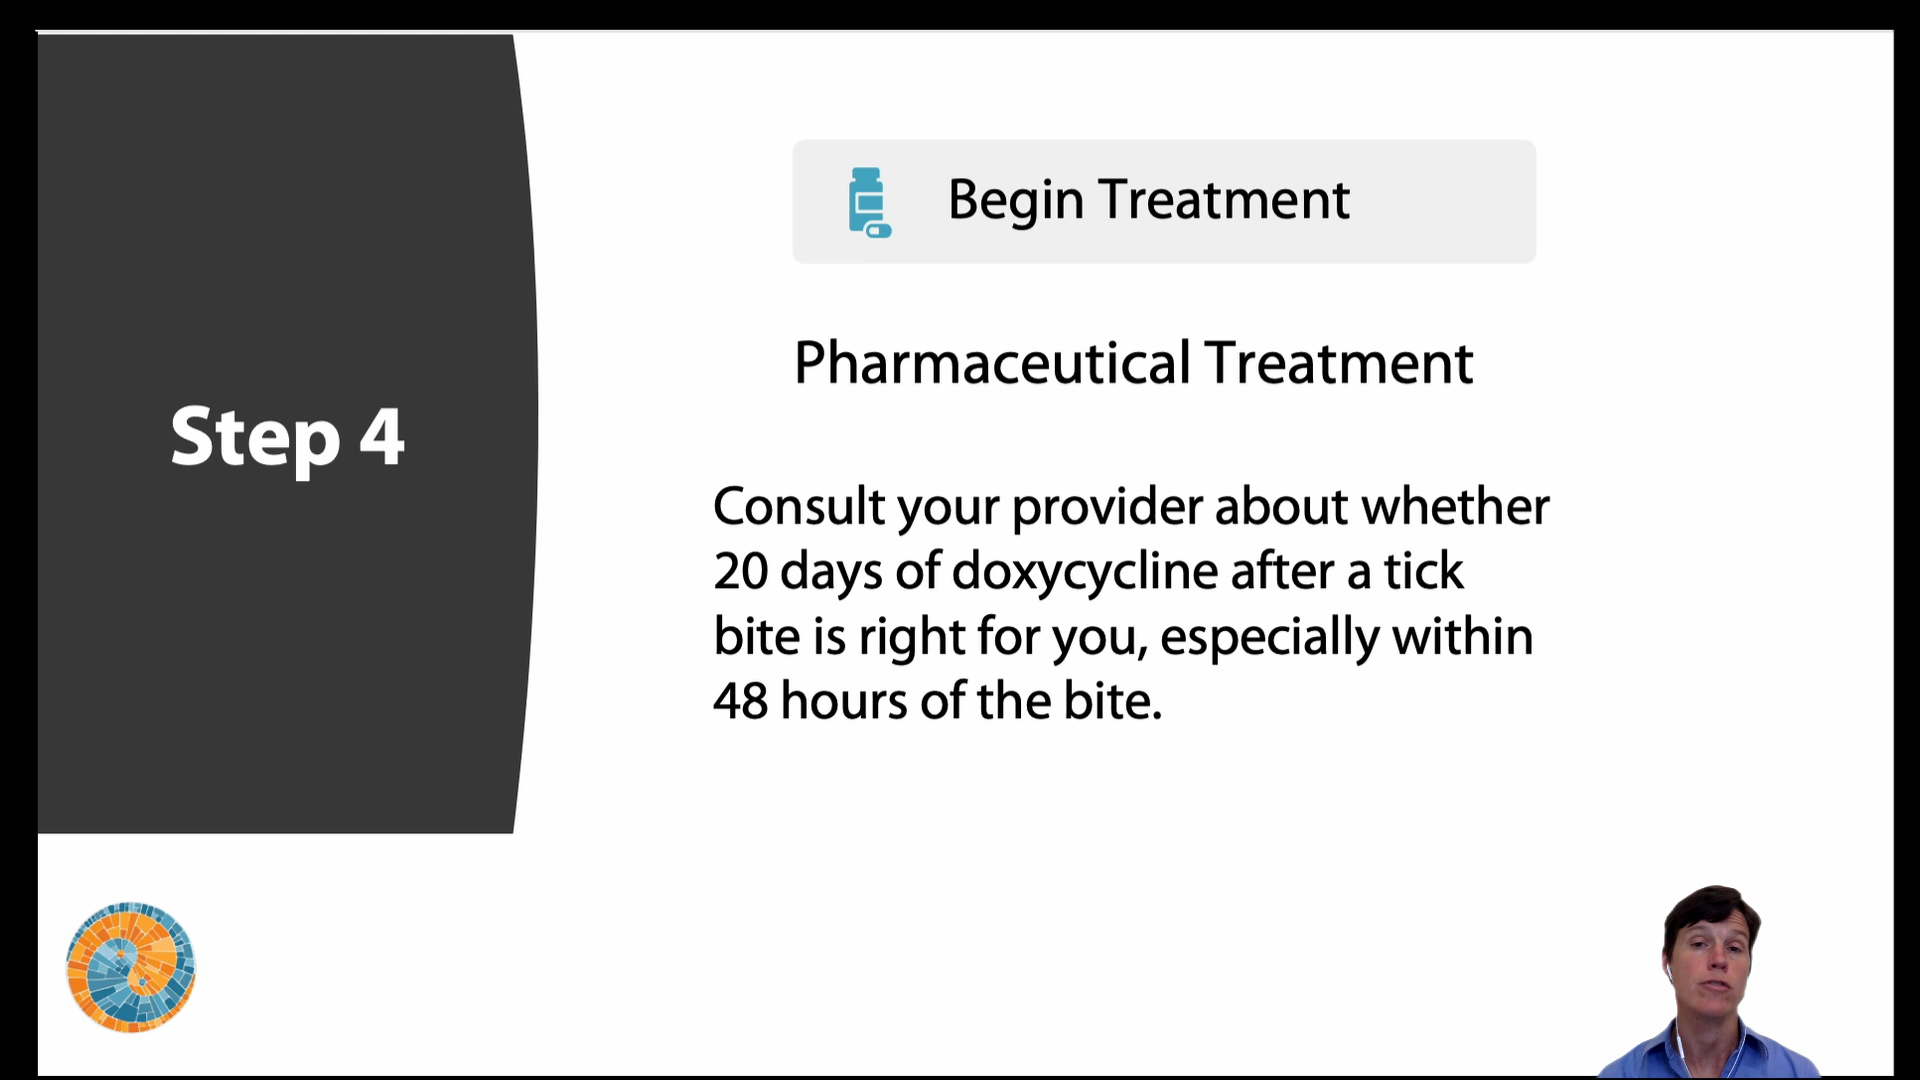 Step 4
Begin Treatment
Pharmaceutical Treatment
Consult your provider about whether
20 days of doxycycline after a tick
bite is right for you, especially within
48 hours of the bite.